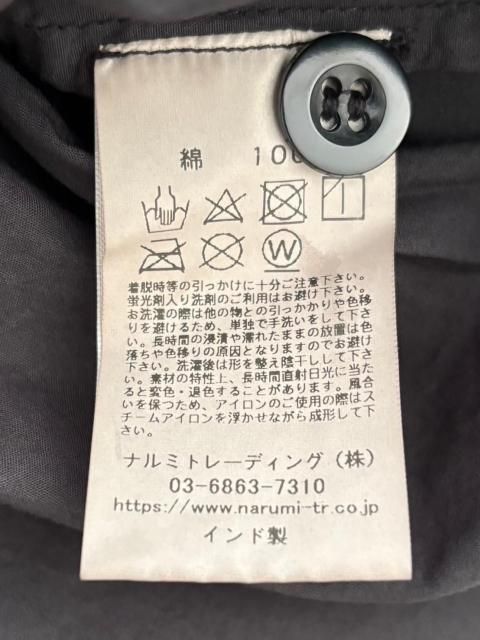 綿 100
W
着脱時等の引っかけに十分ご注意下さい。
蛍光剤入り洗剤のご利用はお避け下さい。
お洗濯の際は他の物との引っかかりや色移
りを避けるため、単独で手洗いをして下さ
い。長時間の浸漬や濡れたままの放置は色
落ちや色移りの原因となりますのでお避け
下さい。洗濯後は形を整え陰干しして下さ
い。素材の特性上、長時間直射日光に当た
ると変色・退色することがあります。風合
いを保つため、アイロンのご使用の際はス
チームアイロンを浮かせながら成形して下
さい。
ナルミトレーディング(株)
03-6863-7310
https://www.narumi-tr.co.jp
インド製